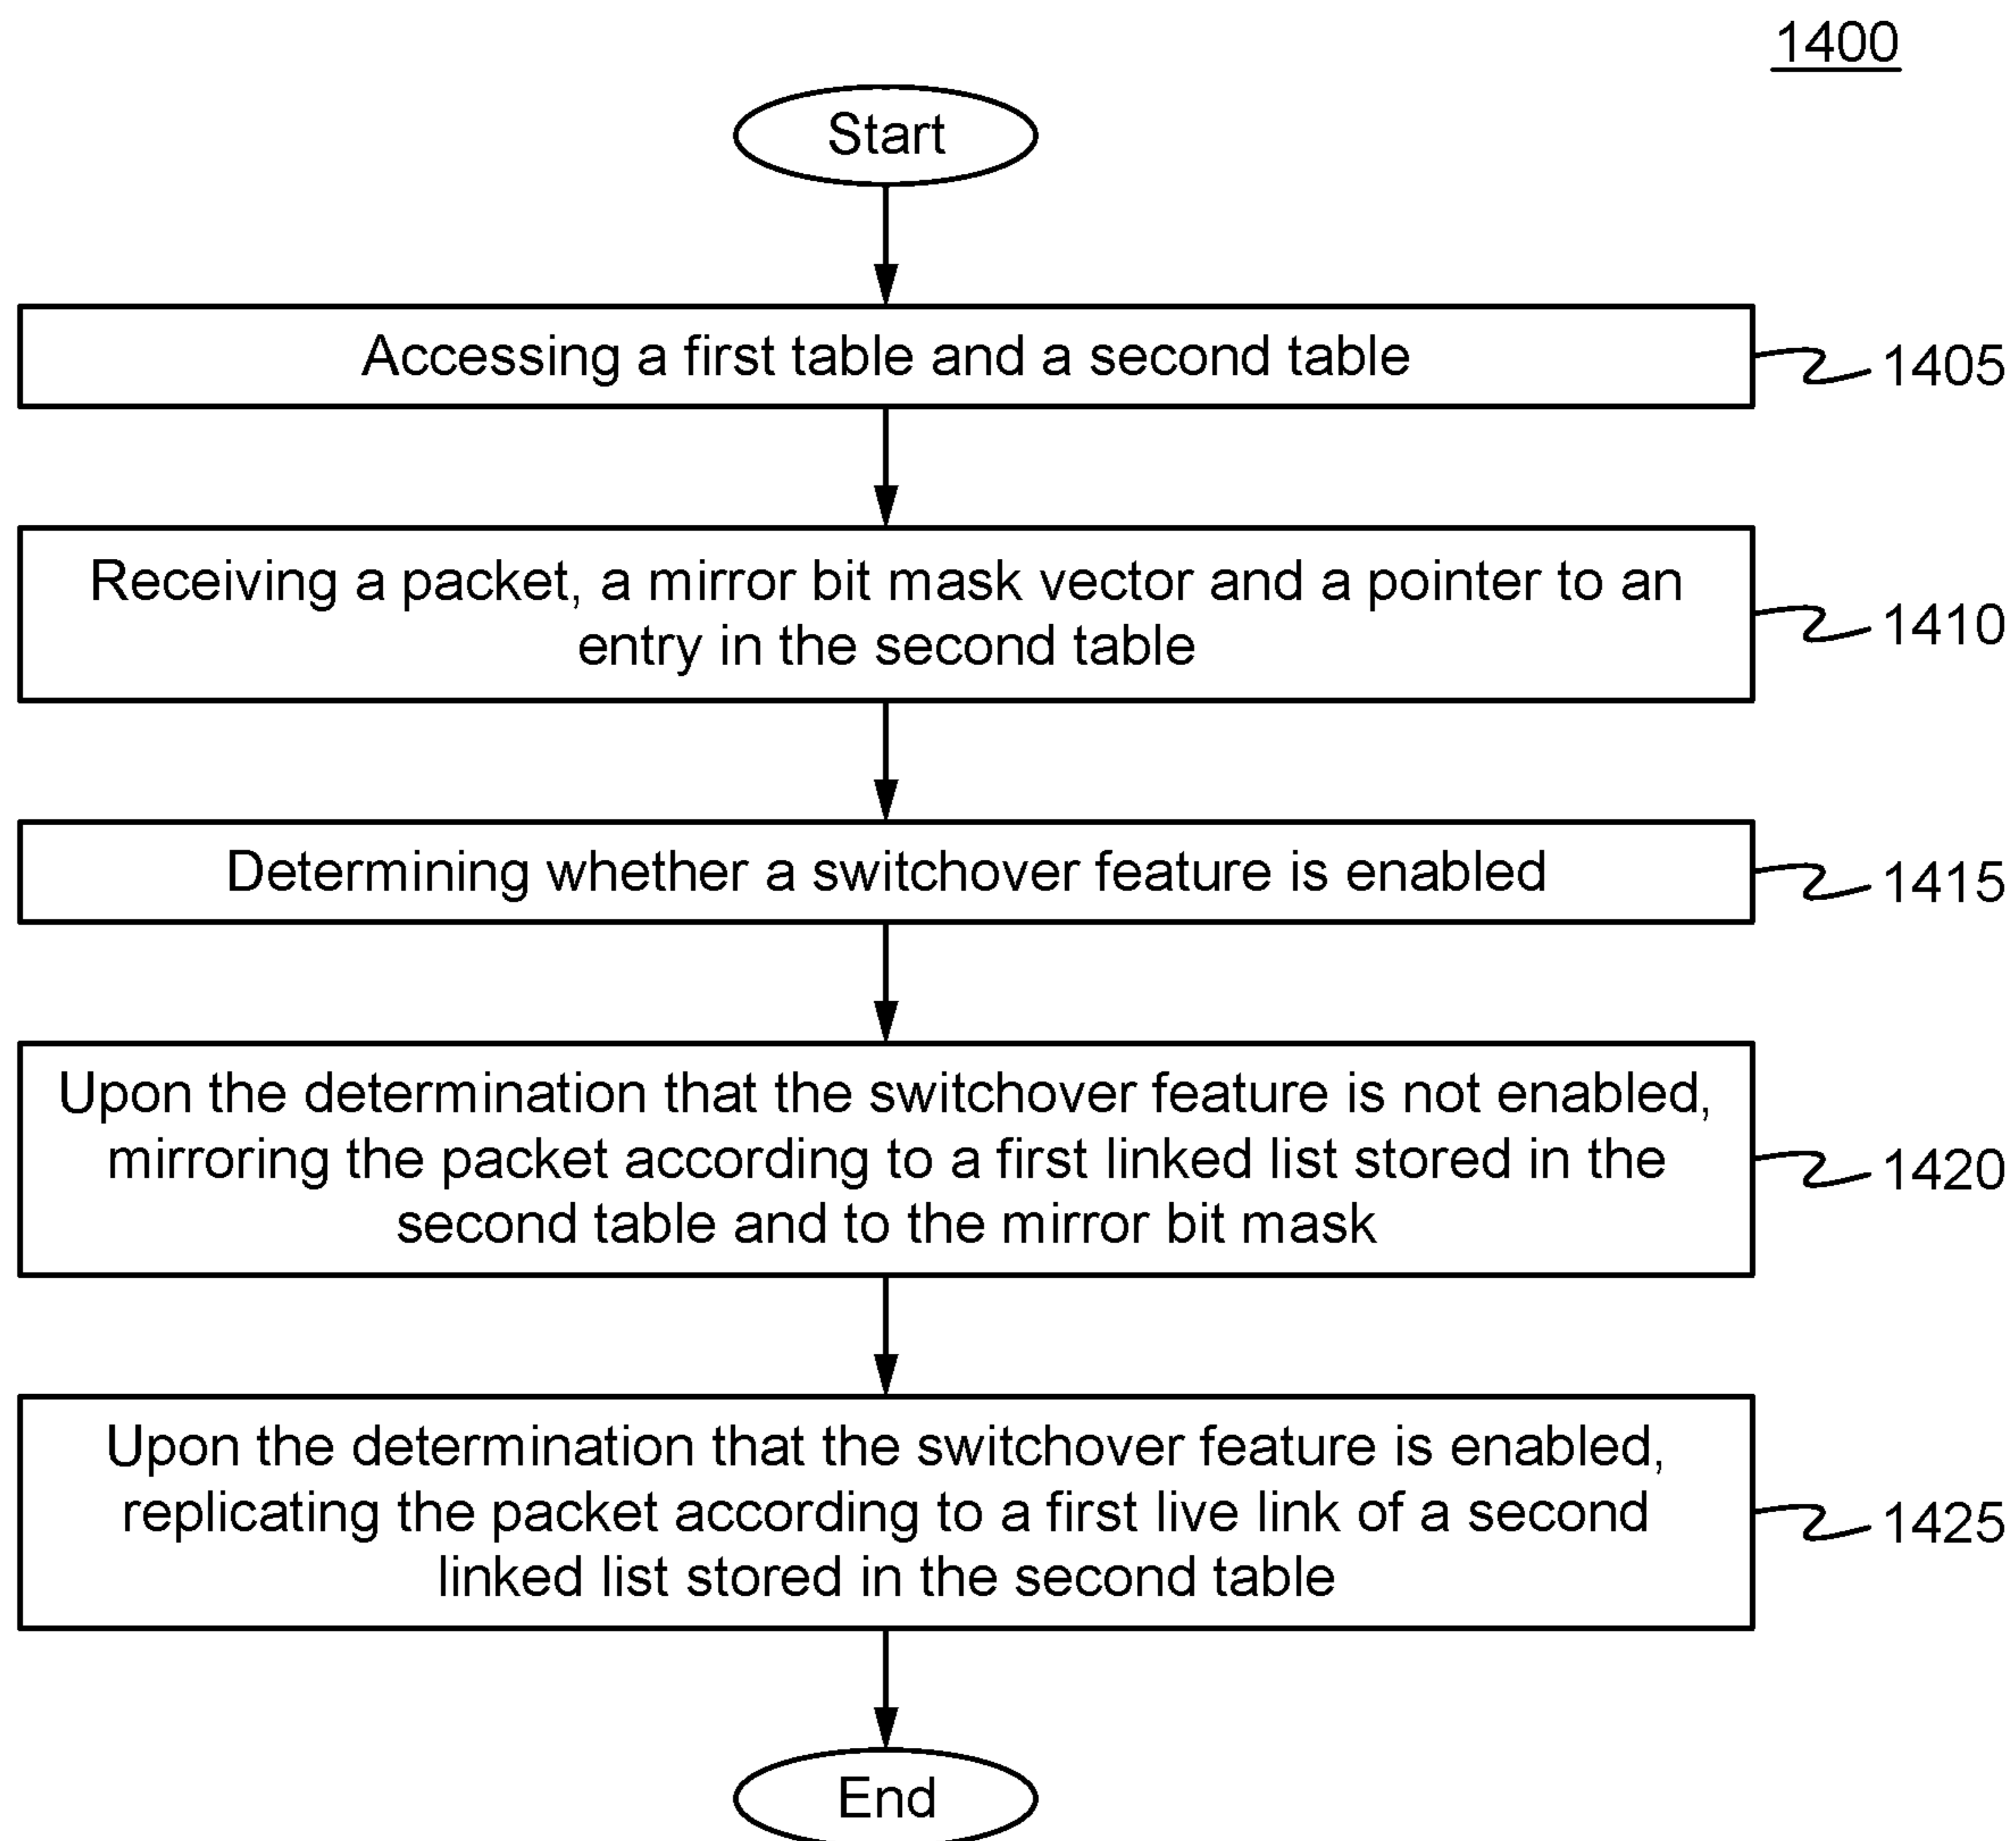 1400
Start
Accessing a first table and a second table
1405
Receiving a packet, a mirror bit mask vector and a pointer to an
entry in the second table
1410
Determining whether a switchover feature is enabled
1415
Upon the determination that the switchover feature is not enabled,
mirroring the packet according to a first linked list stored in the
second table and to the mirror bit mask
1420
Upon the determination that the switchover feature is enabled,
replicating the packet according to a first live link of a second
linked list stored in the second table
1425
End